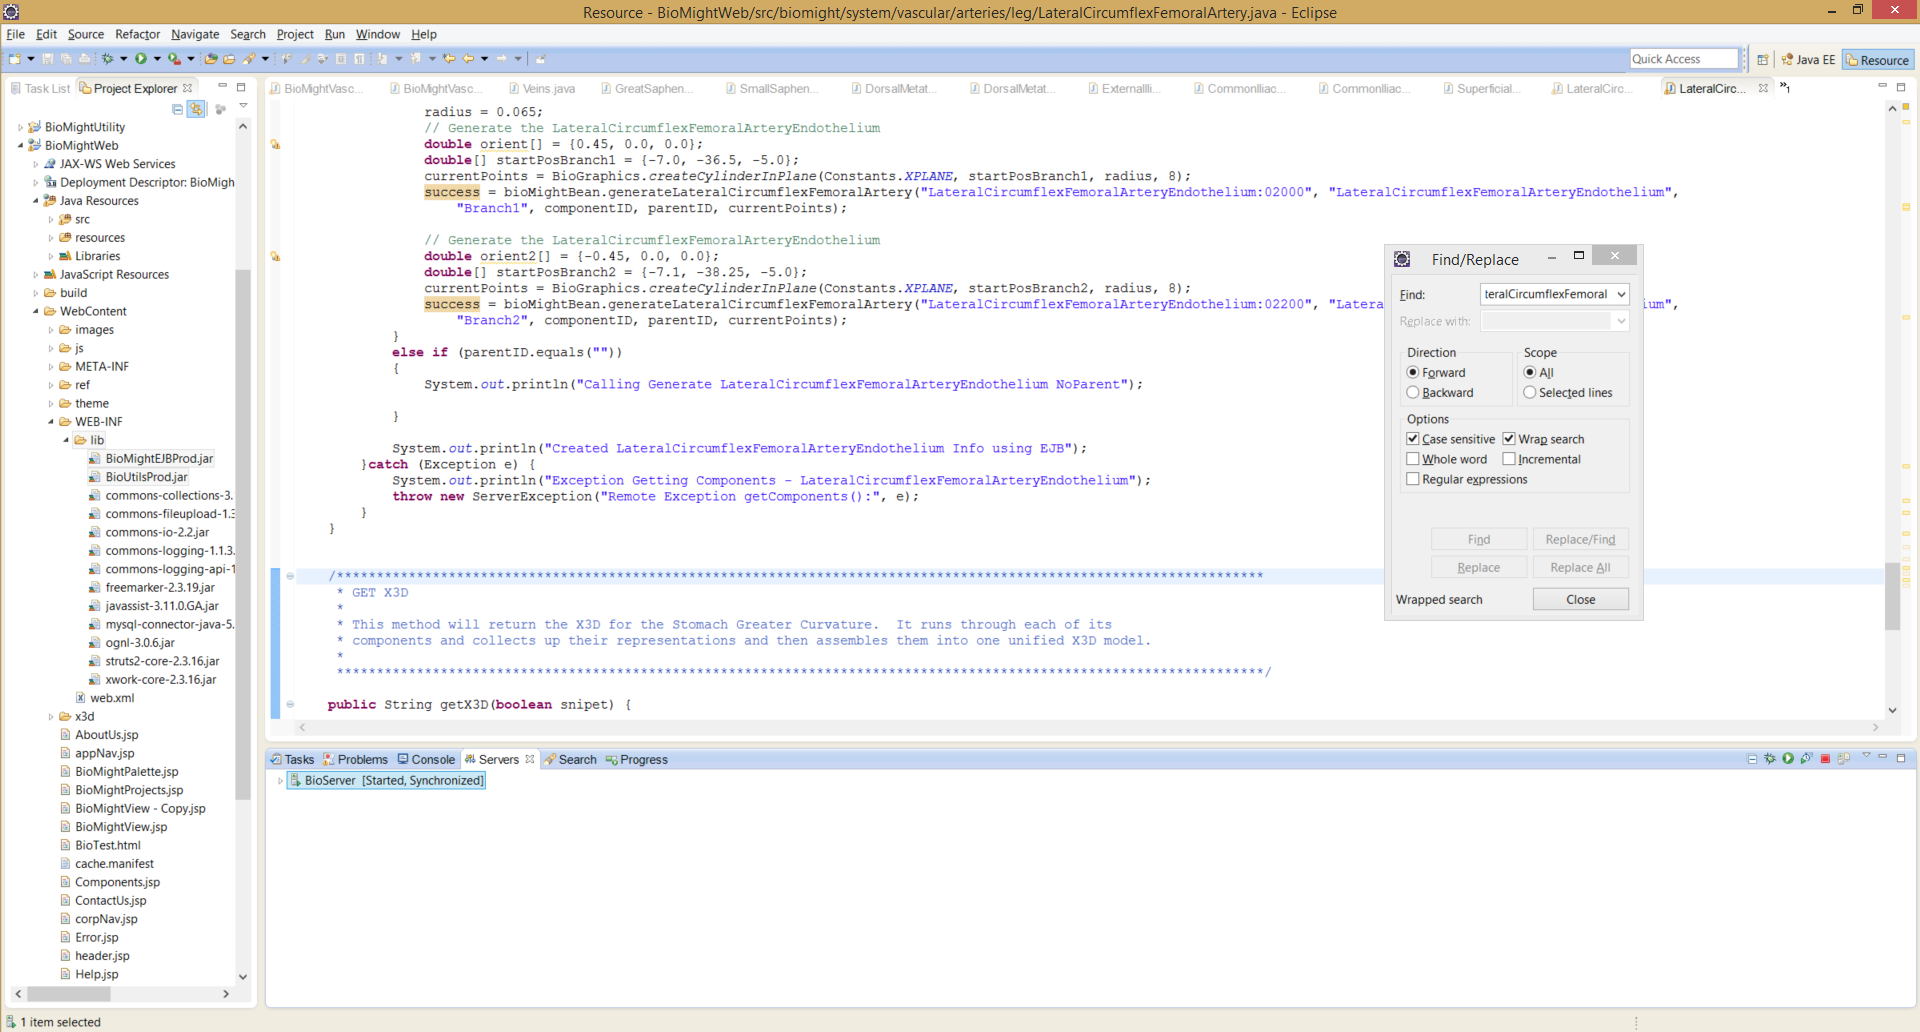 Resource - BioMightWeb/src/biomight/system/vascular/arteries/leg/LateralCircumflexFemoralArtery.java - Eclipse
File Edit Source Refactor Navigate Search Project Run Window Help
Quick Access
Java EE
Resource
Task List
Project Explorer
BioMightVasc...
BioMightVasc...
Veins.java
GreatSaphen...
SmallSaphen...
DorsalMetat...
DorsalMetat...
ExternalIli...
CommonIliac...
CommonIliac...
Superficial...
LateralCirc...
LateralCirc...
»1
BioMightUtility
BioMightWeb
JAX-WS Web Services
Deployment Descriptor: BioMigh
Java Resources
src
resources
Libraries
JavaScript Resources
build
WebContent
images
js
META-INF
ref
theme
WEB-INF
lib
BioMightEJBProd.jar
BioUtilsProd.jar
commons-collections-3.
commons-fileupload-1.3
commons-io-2.2.jar
commons-logging-1.1.3.
commons-logging-api-1
freemarker-2.3.19.jar
javassist-3.11.0.GA.jar
mysql-connector-java-5.
ognl-3.0.6.jar
struts2-core-2.3.16.jar
xwork-core-2.3.16.jar
web.xml
x3d
AboutUs.jsp
appNav.jsp
BioMightPalette.jsp
BioMightProjects.jsp
BioMightView - Copy.jsp
BioMightView.jsp
BioTest.html
cache.manifest
Components.jsp
ContactUs.jsp
corpNav.jsp
Error.jsp
header.jsp
Help.jsp
radius = 0.065;
// Generate the LateralCircumflexFemoralArteryEndothelium
double orient[] = {0.45, 0.0, 0.0};
double[] startPosBranch1 = {-7.0, -36.5, -5.0};
currentPoints = BioGraphics.createCylinderInPlane(Constants.XPLANE, startPosBranch1, radius, 8);
success = bioMightBean.generateLateralCircumflexFemoralArtery("LateralCircumflexFemoralArteryEndothelium:02000", "LateralCircumflexFemoralArteryEndothelium",
"Branch1", componentID, parentID, currentPoints);
// Generate the LateralCircumflexFemoralArteryEndothelium
double orient2[] = {-0.45, 0.0, 0.0};
double[] startPosBranch2 = {-7.1, -38.25, -5.0};
currentPoints = BioGraphics.createCylinderInPlane(Constants.XPLANE, startPosBranch2, radius, 8);
success = bioMightBean.generateLateralCircumflexFemoralArtery("LateralCircumflexFemoralArteryEndothelium:02200", "Latera ium",
"Branch2", componentID, parentID, currentPoints);
}
else if (parentID.equals(""))
{
System.out.println("Calling Generate LateralCircumflexFemoralArteryEndothelium NoParent");
}
System.out.println("Created LateralCircumflexFemoralArteryEndothelium Info using EJB");
}catch (Exception e) {
System.out.println("Exception Getting Components - LateralCircumflexFemoralArteryEndothelium");
throw new ServerException("Remote Exception getComponents():", e);
}
}
/********************************************************************************************************************
* GET X3D
*
* This method will return the X3D for the Stomach Greater Curvature.  It runs through each of its
* components and collects up their representations and then assembles them into one unified X3D model.
*
********************************************************************************************************************/
public String getX3D(boolean snipet) {
Find/Replace
Find: teralCircumflexFemoral
Replace with:
Direction
Forward
Backward
Scope
All
Selected lines
Options
Case sensitive
Wrap search
Whole word
Incremental
Regular expressions
Find
Replace/Find
Replace
Replace All
Wrapped search
Close
Tasks
Problems
Console
Servers
Search
Progress
BioServer [Started, Synchronized]
1 item selected